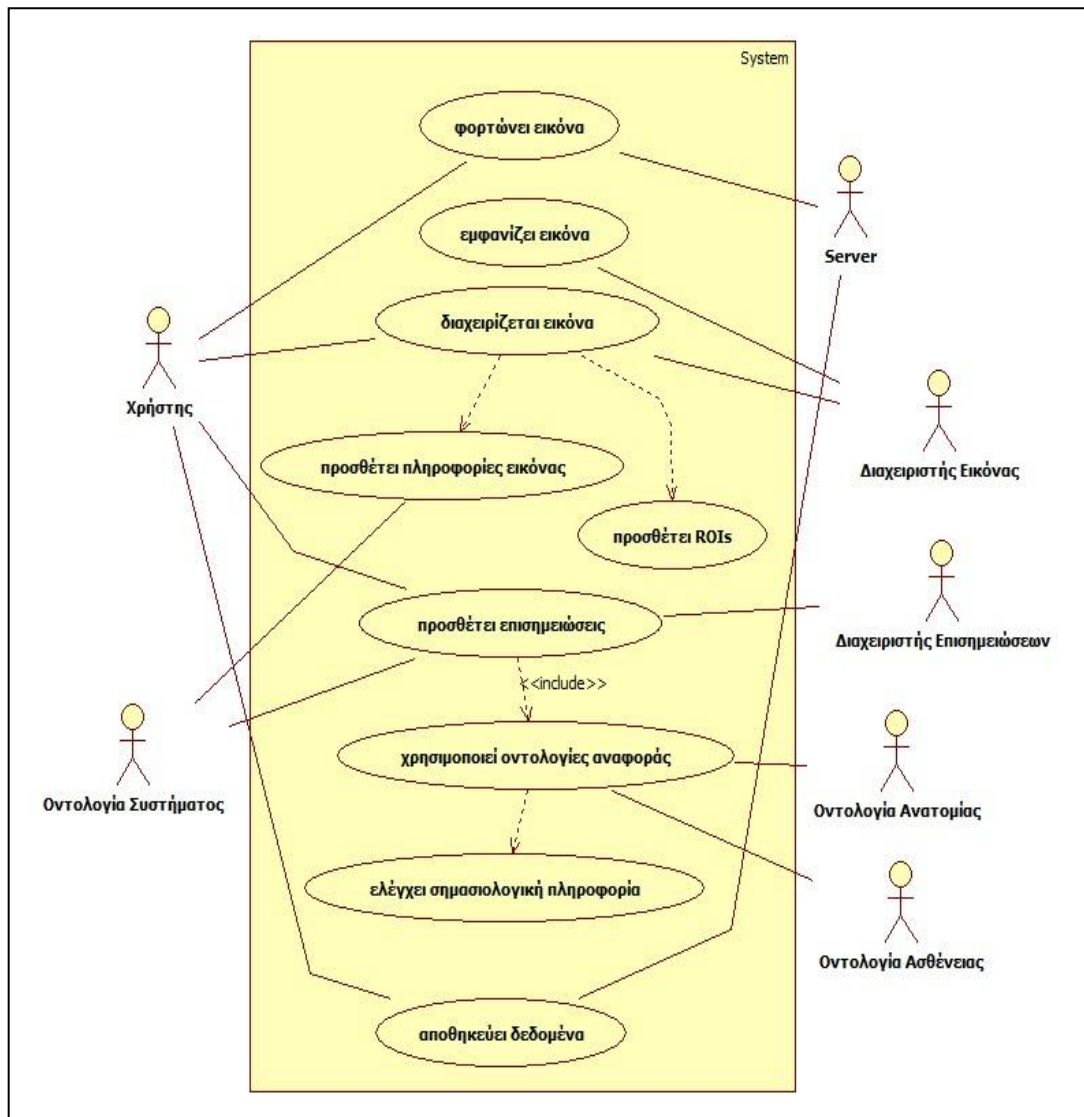 System
φορτώνει εικόνα
Server
εμφανίζει εικόνα
διαχειρίζεται εικόνα
Χρήστης
Διαχειριστής Εικόνας
προσθέτει πληροφορίες εικόνας
προσθέτει ROIs
προσθέτει επισημειώσεις
Διαχειριστής Επισημειώσεων
<<include>>
χρησιμοποιεί οντολογίες αναφοράς
Οντολογία Συστήματος
Οντολογία Ανατομίας
ελέγχει σημασιολογική πληροφορία
Οντολογία Ασθένειας
αποθηκεύει δεδομένα